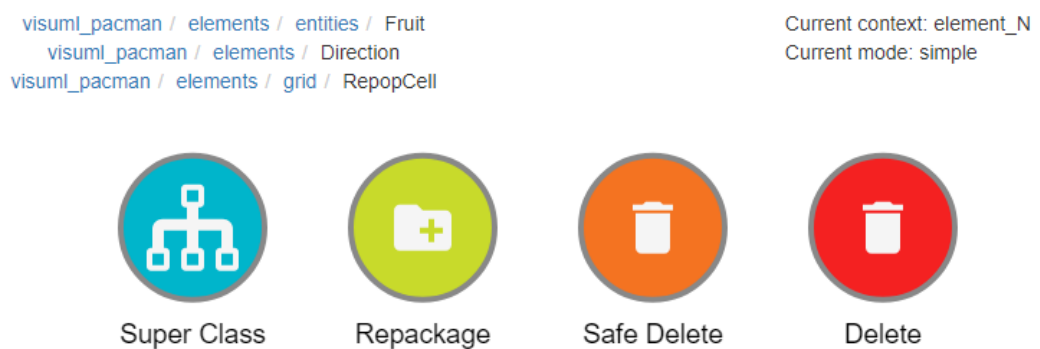 visuml_pacman / elements / entities / Fruit
Current context: element_N
visuml_pacman / elements / Direction
Current mode: simple
visuml_pacman / elements / grid / RepopCell
Super Class
Repackage
Safe Delete
Delete